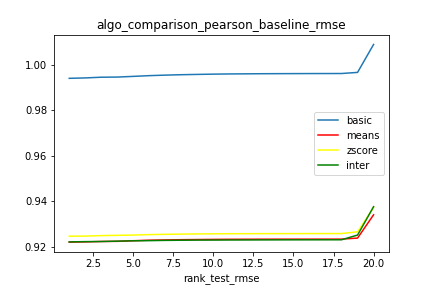 algo_comparison_pearson_baseline_rmse
1.00
0.98
0.96
0.94
0.92
basic
means
zscore
inter
2.5 5.0 7.5 10.0 12.5 15.0 17.5 20.0
rank_test_rmse